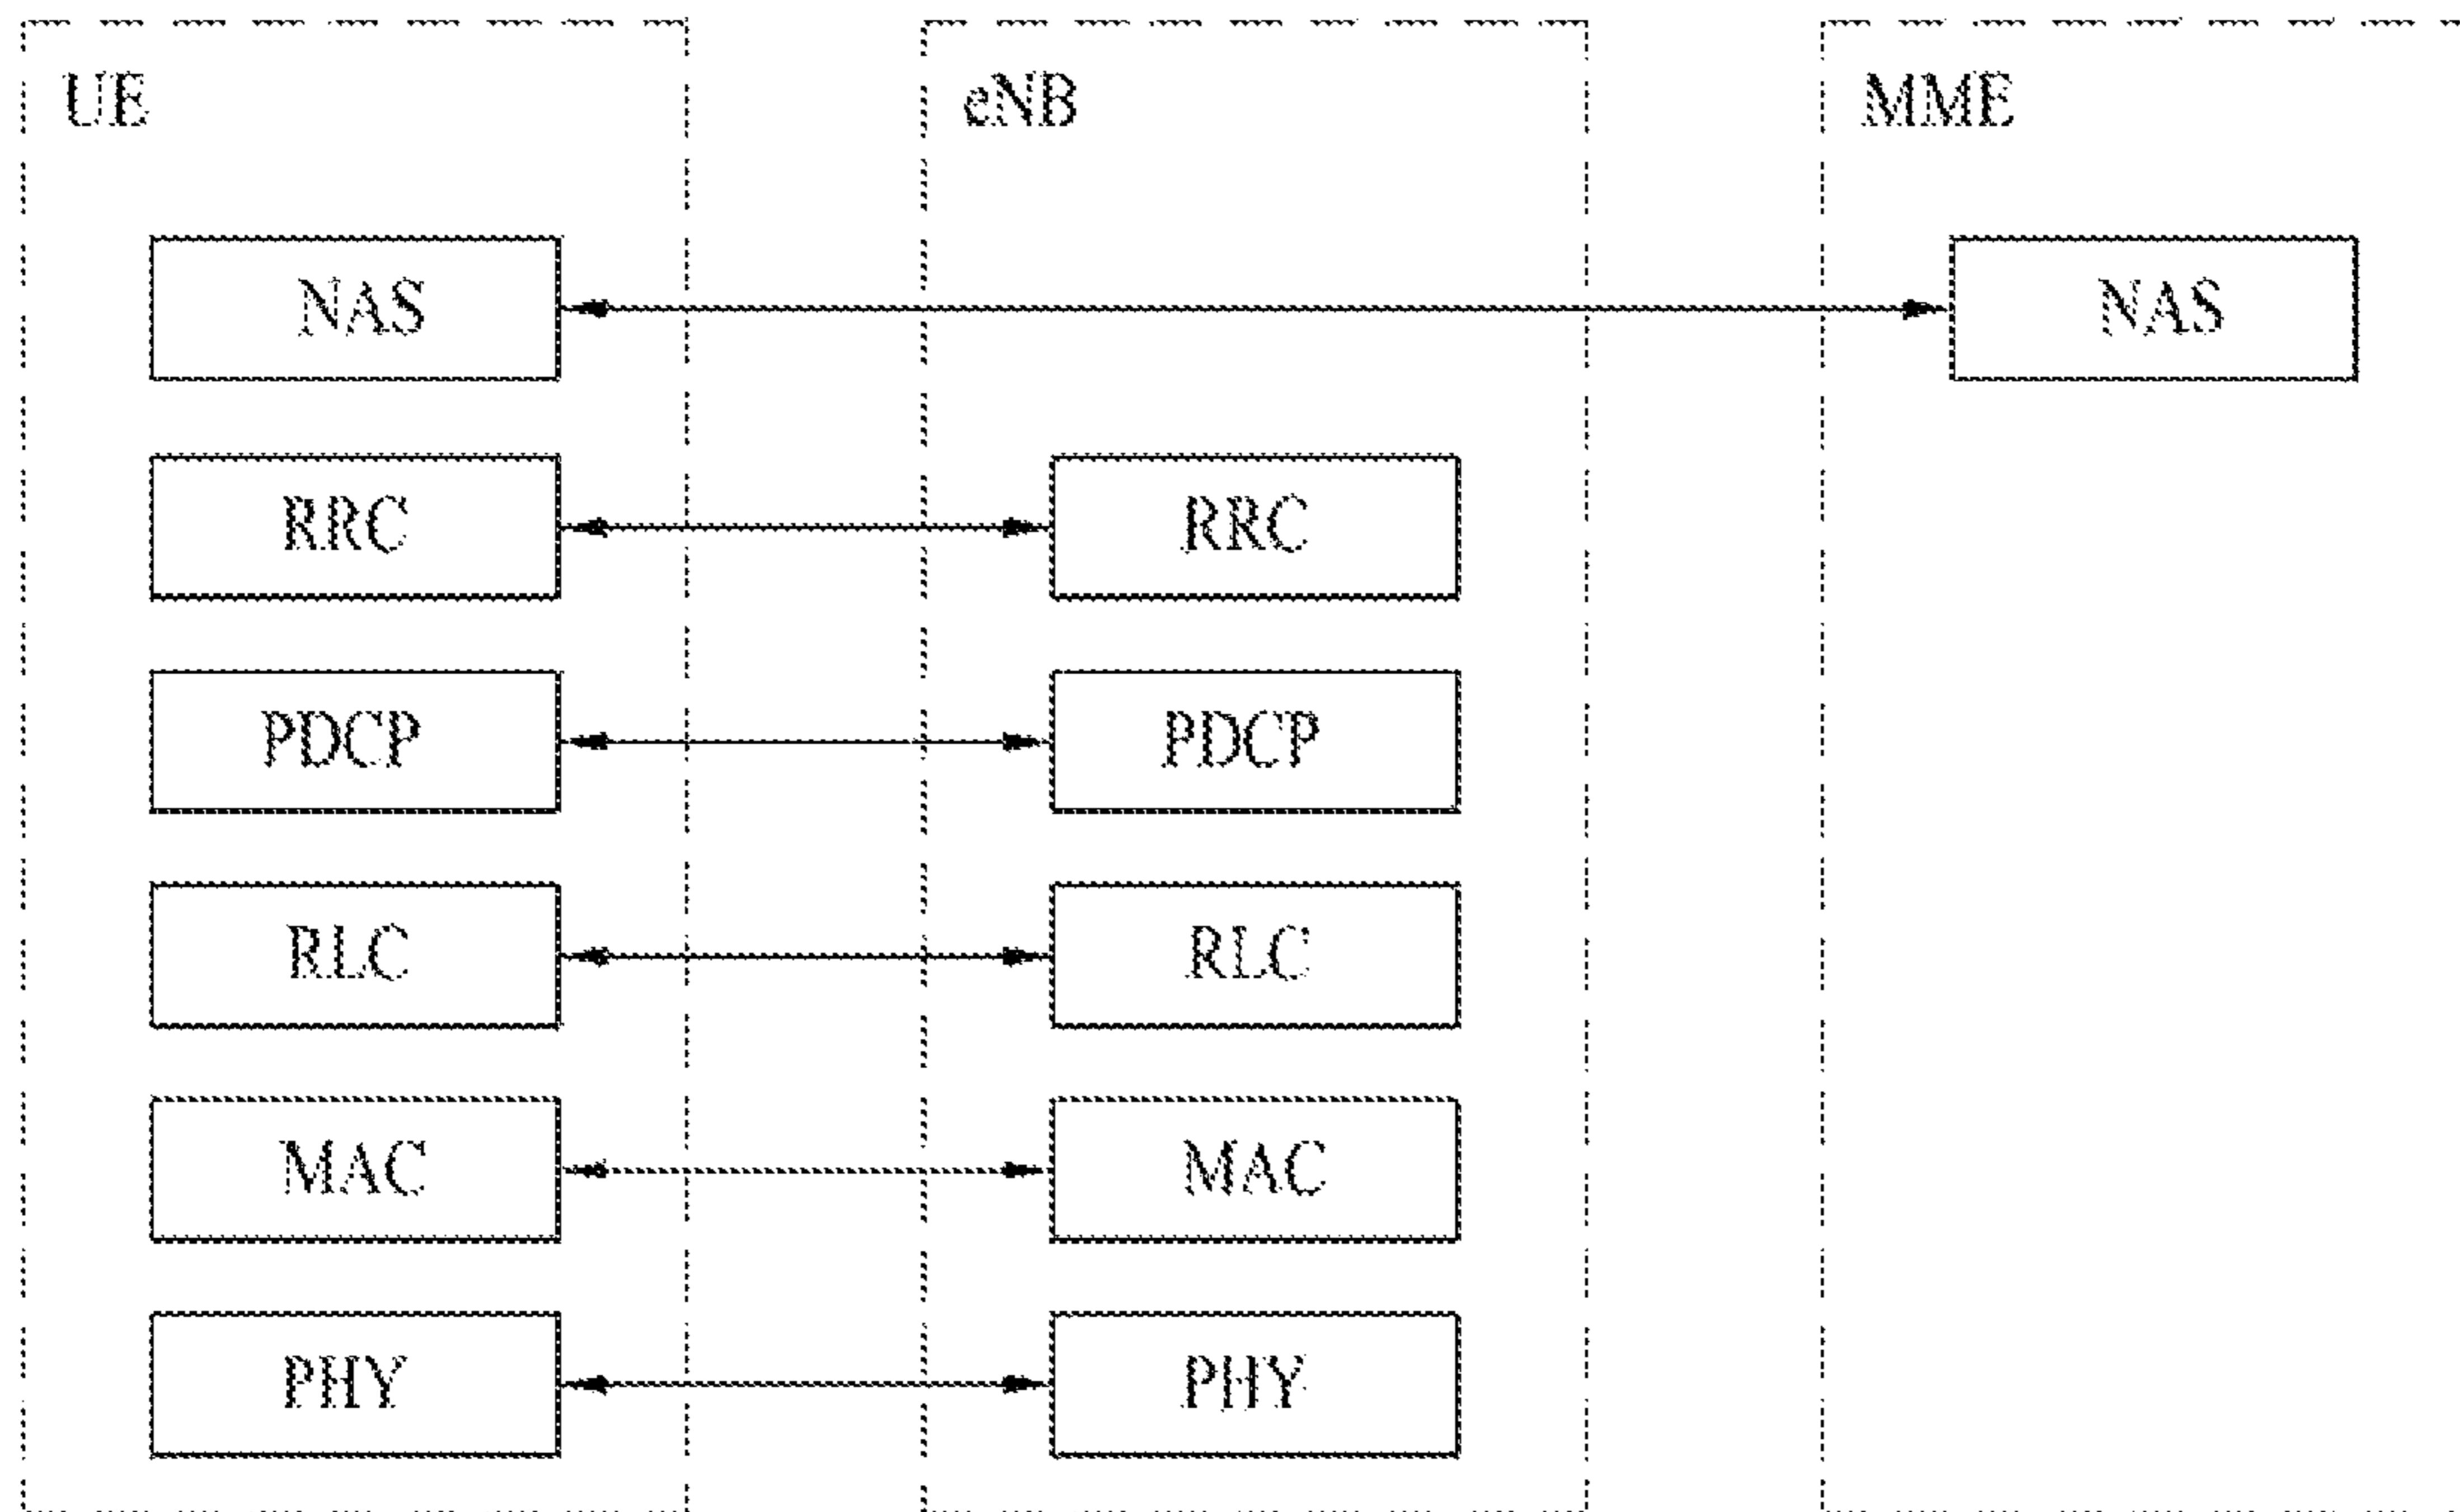 UE
eNB
MME
NAS
NAS
RRC
RRC
PDCP
PDCP
RLC
RLC
MAC
MAC
PHY
PHY